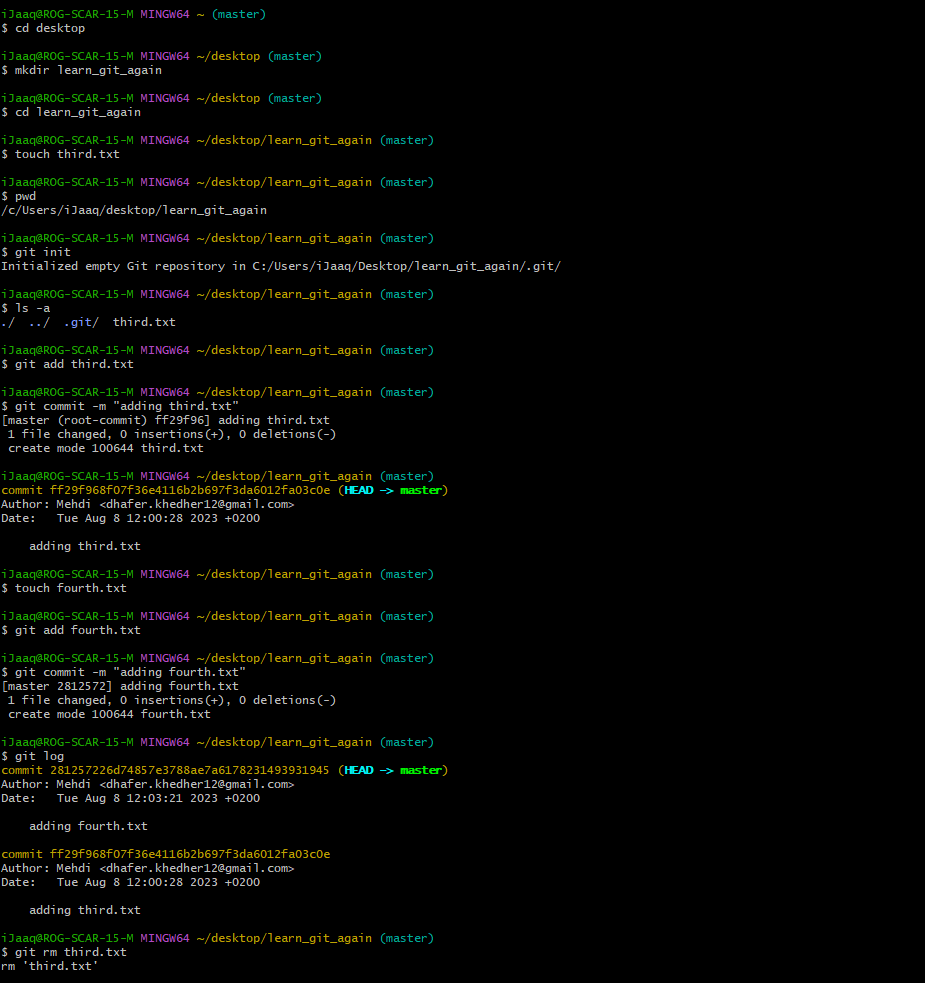 iJaaq@ROG-SCAR-15-M MINGW64 ~ (master)
$ cd desktop
iJaaq@ROG-SCAR-15-M MINGW64 ~/desktop (master)
$ mkdir learn_git_again
iJaaq@ROG-SCAR-15-M MINGW64 ~/desktop (master)
$ cd learn_git_again
iJaaq@ROG-SCAR-15-M MINGW64 ~/desktop/learn_git_again (master)
$ touch third.txt
iJaaq@ROG-SCAR-15-M MINGW64 ~/desktop/learn_git_again (master)
$ pwd
/c/Users/iJaaq/desktop/learn_git_again
iJaaq@ROG-SCAR-15-M MINGW64 ~/desktop/learn_git_again (master)
$ git init
Initialized empty Git repository in C:/Users/iJaaq/Desktop/learn_git_again/.git/
iJaaq@ROG-SCAR-15-M MINGW64 ~/desktop/learn_git_again (master)
$ ls -a
./  ../  .git/  third.txt
iJaaq@ROG-SCAR-15-M MINGW64 ~/desktop/learn_git_again (master)
$ git add third.txt
iJaaq@ROG-SCAR-15-M MINGW64 ~/desktop/learn_git_again (master)
$ git commit -m "adding third.txt"
[master (root-commit) ff29f96] adding third.txt
 1 file changed, 0 insertions(+), 0 deletions(-)
 create mode 100644 third.txt
iJaaq@ROG-SCAR-15-M MINGW64 ~/desktop/learn_git_again (master)
commit ff29f968f07f36e4116b2b697f3da6012fa03c0e (HEAD -> master)
Author: Mehdi <dhafer.khedher12@gmail.com>
Date:   Tue Aug 8 12:00:28 2023 +0200
    adding third.txt
iJaaq@ROG-SCAR-15-M MINGW64 ~/desktop/learn_git_again (master)
$ touch fourth.txt
iJaaq@ROG-SCAR-15-M MINGW64 ~/desktop/learn_git_again (master)
$ git add fourth.txt
iJaaq@ROG-SCAR-15-M MINGW64 ~/desktop/learn_git_again (master)
$ git commit -m "adding fourth.txt"
[master 2812572] adding fourth.txt
 1 file changed, 0 insertions(+), 0 deletions(-)
 create mode 100644 fourth.txt
iJaaq@ROG-SCAR-15-M MINGW64 ~/desktop/learn_git_again (master)
$ git log
commit 281257226d74857e3788ae7a6178231493931945 (HEAD -> master)
Author: Mehdi <dhafer.khedher12@gmail.com>
Date:   Tue Aug 8 12:03:21 2023 +0200
    adding fourth.txt
commit ff29f968f07f36e4116b2b697f3da6012fa03c0e
Author: Mehdi <dhafer.khedher12@gmail.com>
Date:   Tue Aug 8 12:00:28 2023 +0200
    adding third.txt
iJaaq@ROG-SCAR-15-M MINGW64 ~/desktop/learn_git_again (master)
$ git rm third.txt
rm 'third.txt'